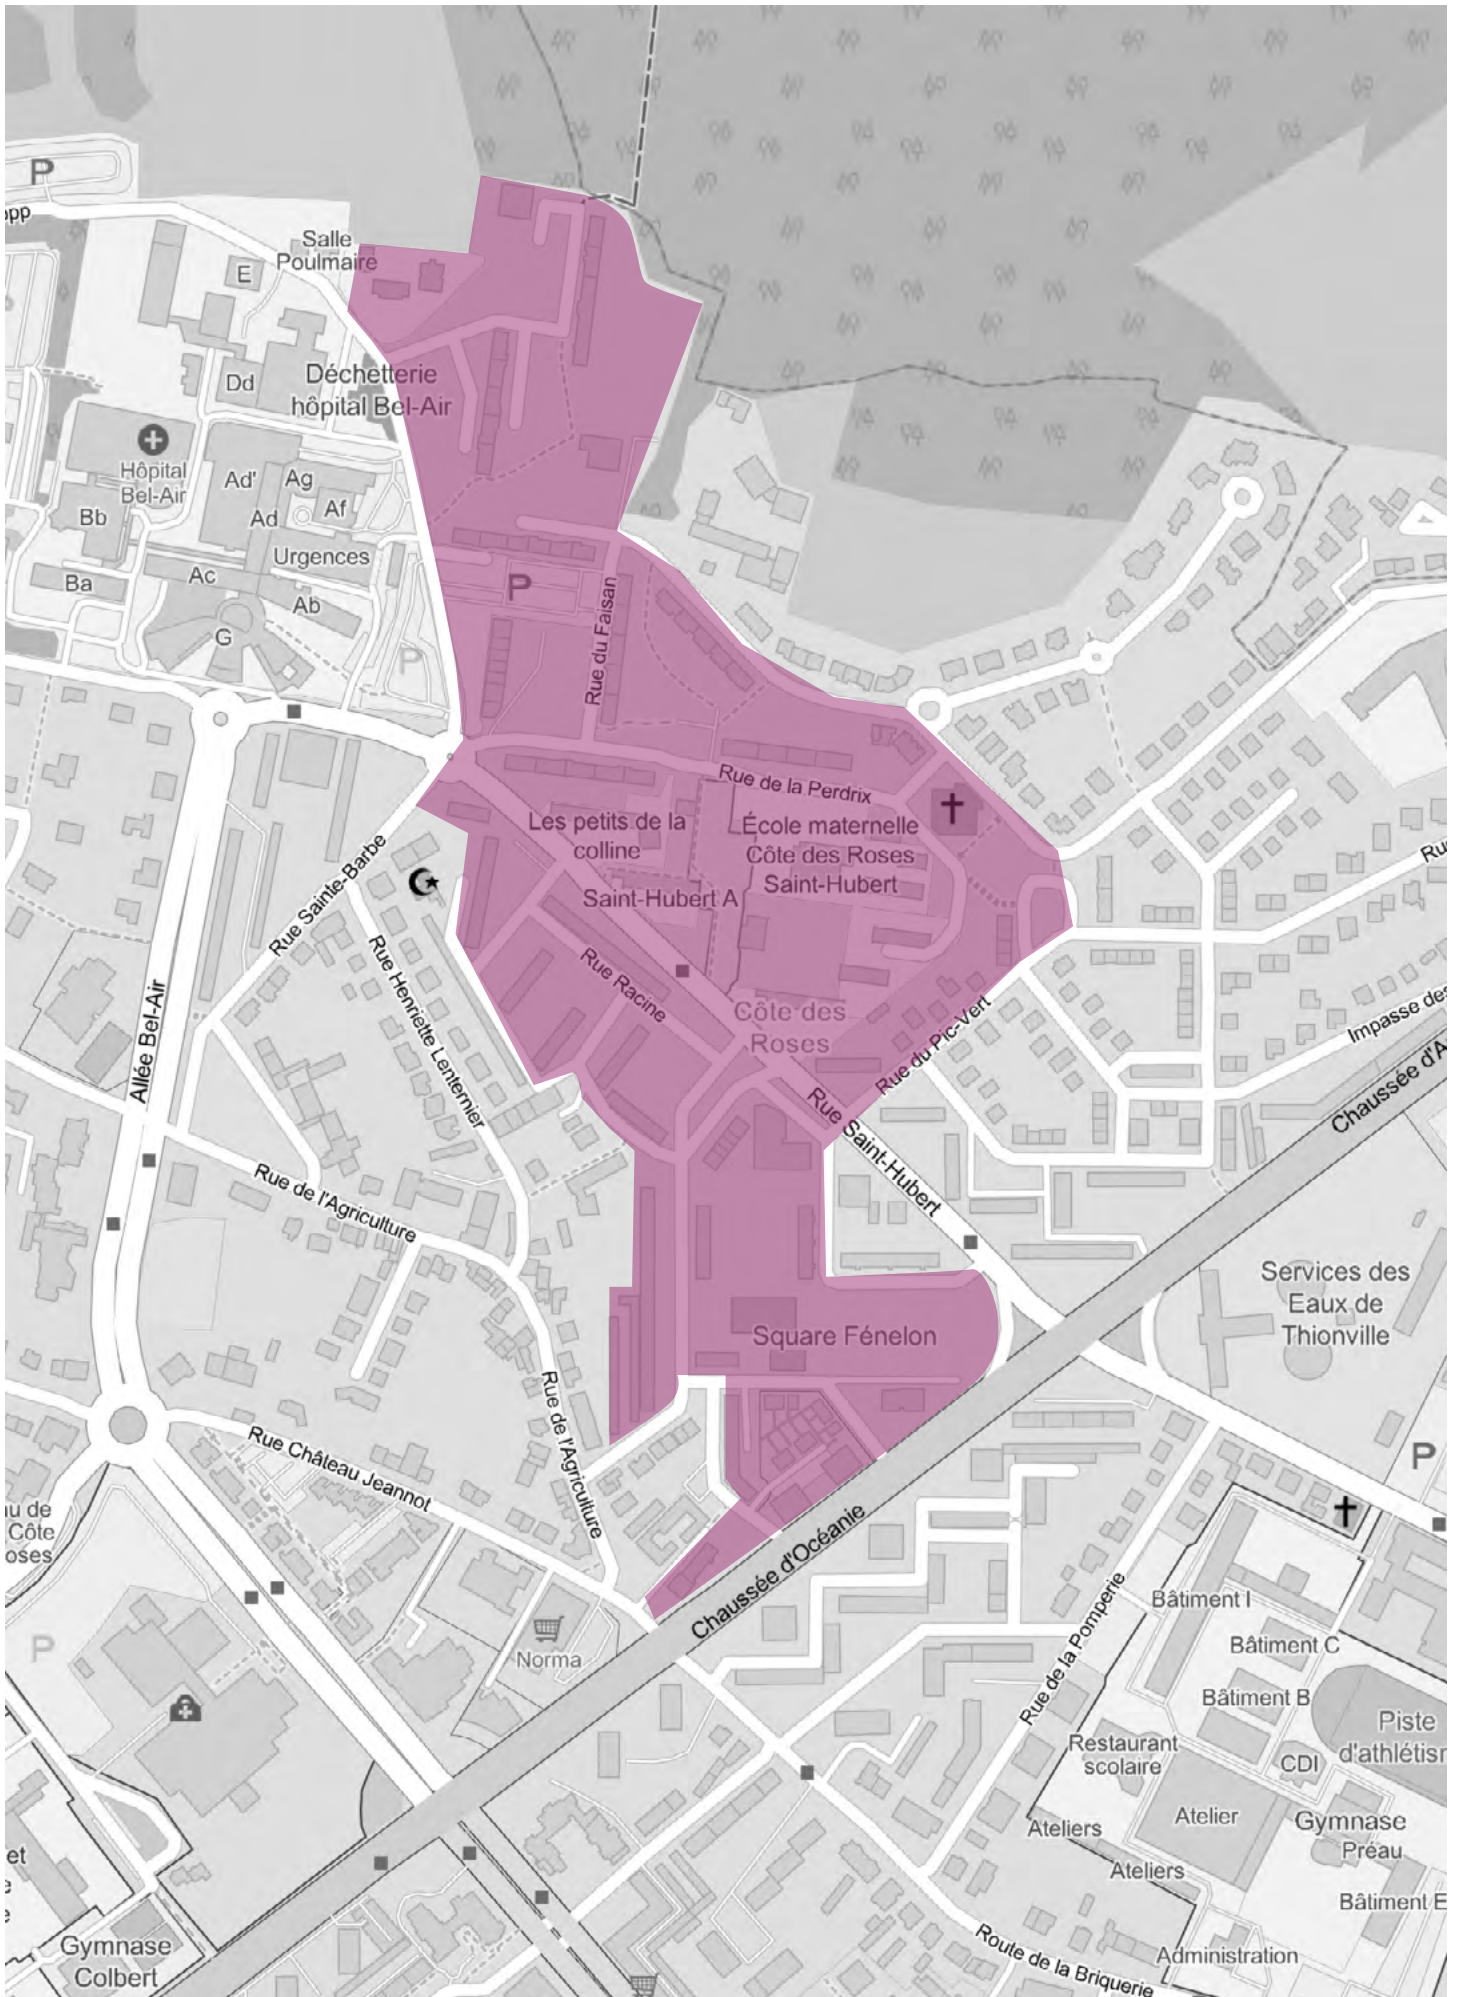 P
opp
Salle
Poulmaire
E
Déchetterie
hôpital Bel-Air
Dd
Hôpital
Bel-Air
Ad'
Ag
Af
Ad
Bb
Urgences
Ac
Ba
Ab
G
P
P
Rue du Faisan
Rue de la Perdrix
Les petits de la
colline
École maternelle
Côte des Roses
Saint-Hubert
Saint-Hubert A
Rue Sainte-Barbe
Rue Henriette Lenternier
Rue Racine
Côte des
Roses
Rue du Pic-Vert
Ru
Impasse des
Chaussée d'A
Allée Bel-Air
Rue Saint-Hubert
Rue de l'Agriculture
Services des
Eaux de
Thionville
Square Fénelon
Rue de l'Agriculture
Rue Château Jeannot
P
au de
Côte
oses
Chaussée d'Océanie
Rue de la Pomperie
Bâtiment I
Bâtiment C
Bâtiment B
P
Norma
Piste
d'athlétisr
Restaurant
scolaire
CDI
Atelier
Gymnase
Préau
Ateliers
Ateliers
Bâtiment E
et
e
e
Gymnase
Colbert
Route de la Briquerie
Administration